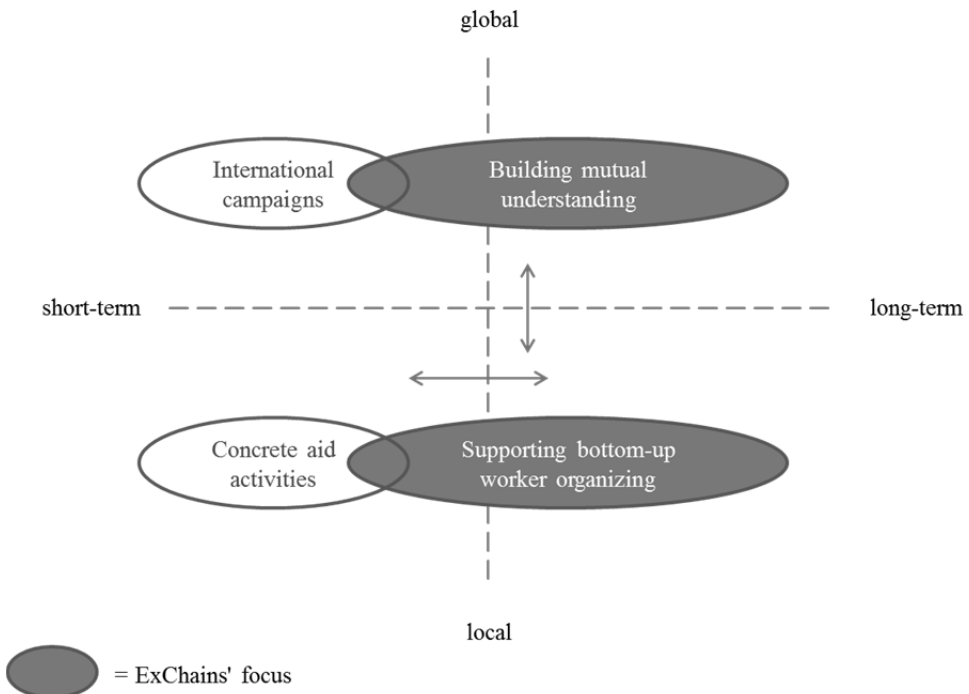 global
International
campaigns
Building mutual
understanding
short-term
long-term
Concrete aid
activities
Supporting bottom-up
worker organizing
local
= ExChains' focus